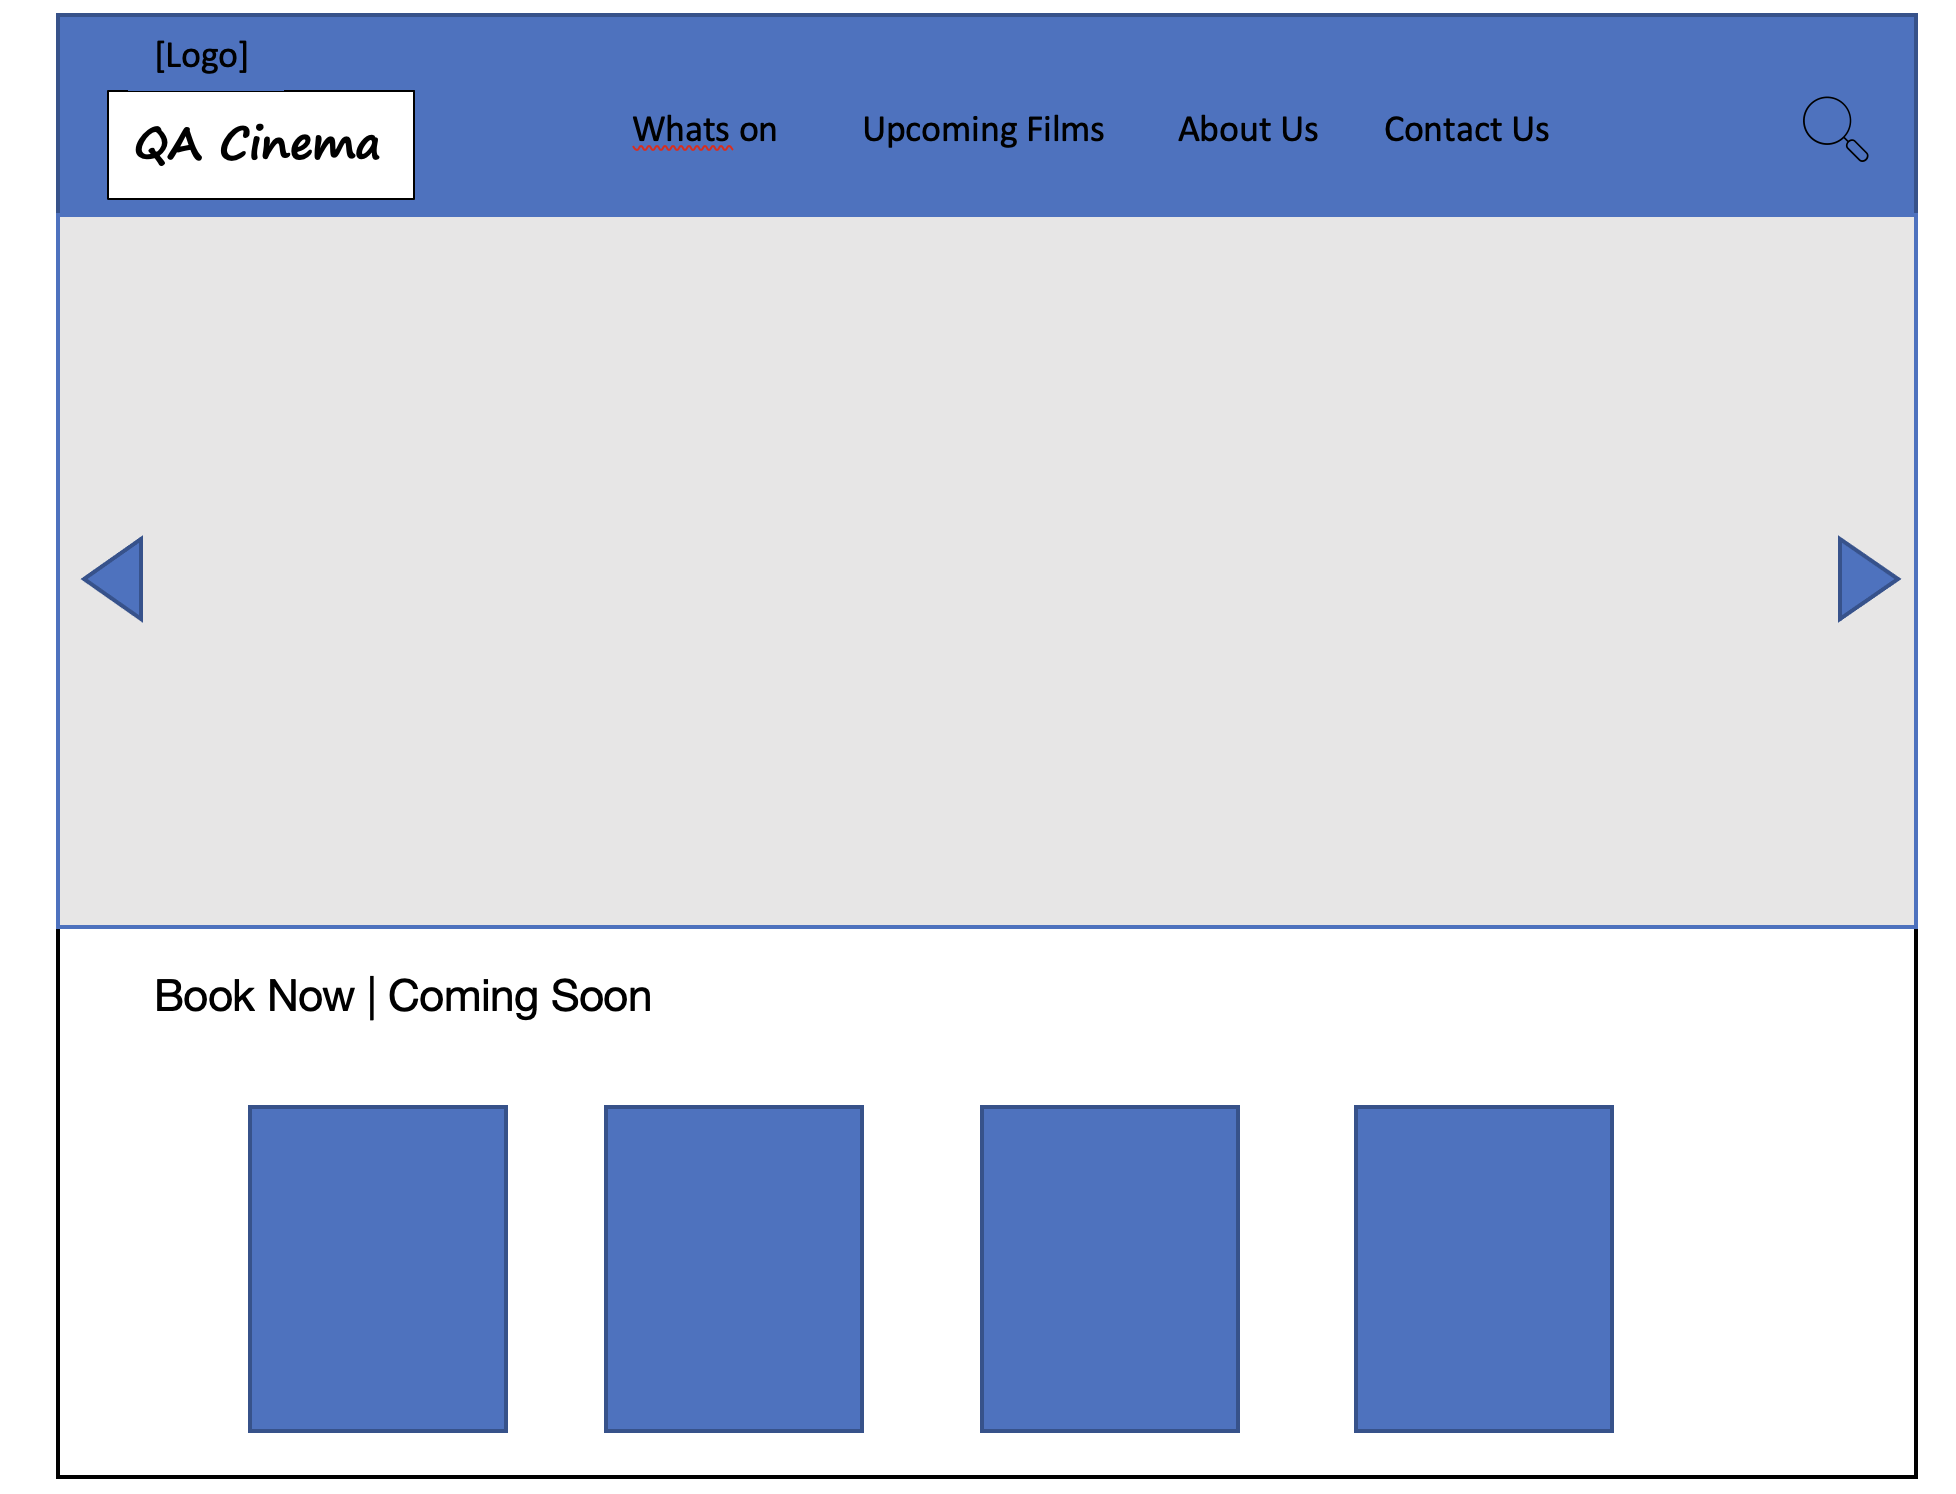 [Logo]
QA Cinema
Whats on
Upcoming Films
About Us
Contact Us
Book Now | Coming Soon